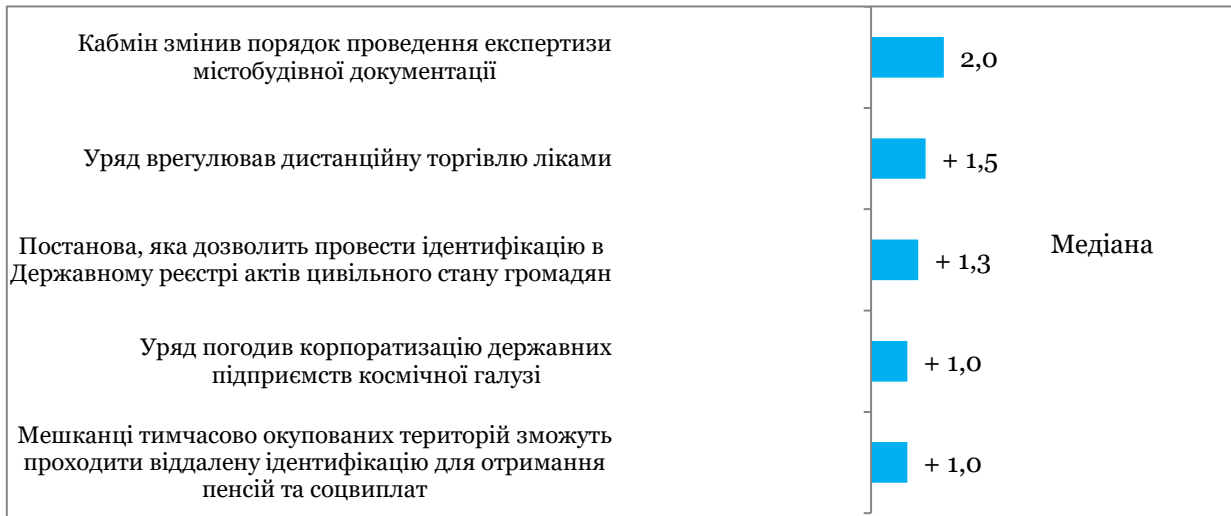 Кабмін змінив порядок проведення експертизи
містобудівної документації
2,0
Уряд врегулював дистанційну торгівлю ліками
+ 1,5
Постанова, яка дозволить провести ідентифікацію в
Державному реєстрі актів цивільного стану громадян
+ 1,3
Медіана
Уряд погодив корпоратизацію державних
підприємств космічної галузі
+ 1,0
Мешканці тимчасово окупованих територій зможуть
проходити віддалену ідентифікацію для отримання
пенсій та соцвиплат
+ 1,0